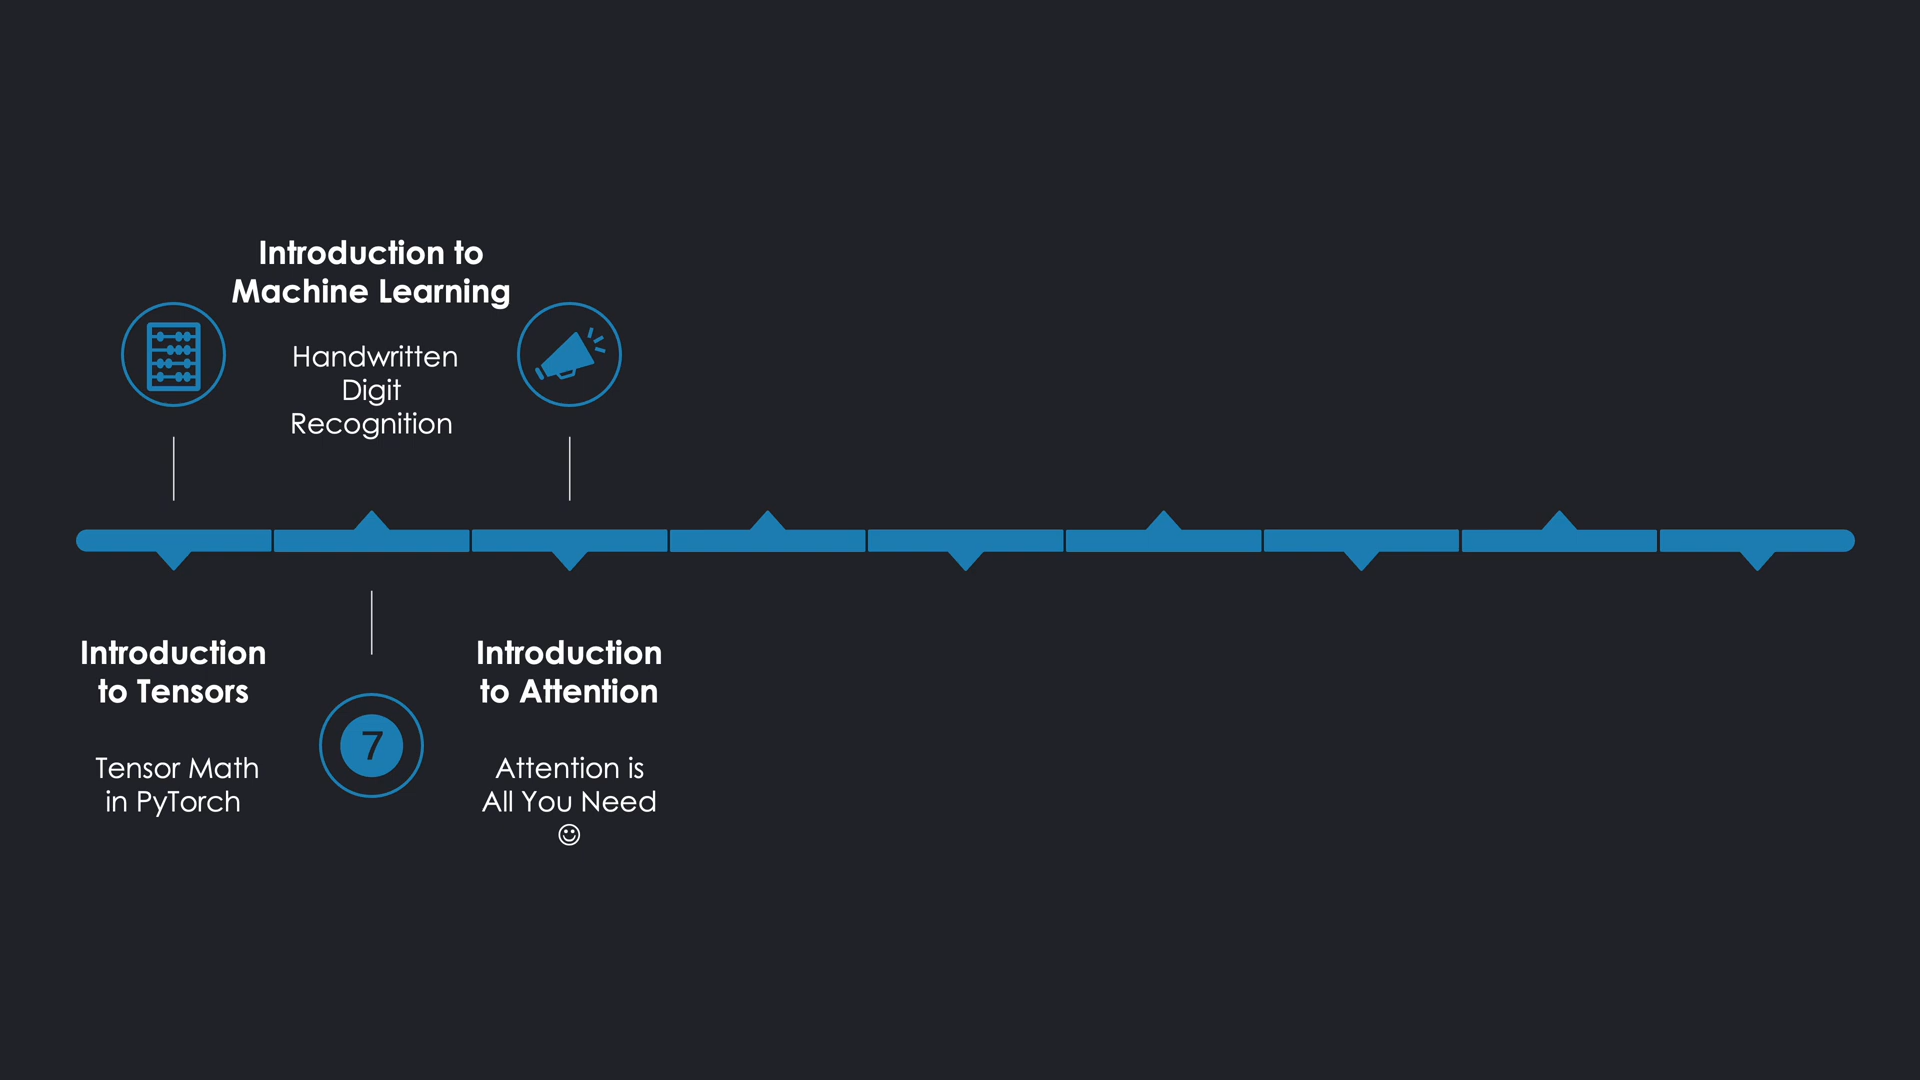 Introduction to
Machine Learning
Handwritten
Digit
Recognition
Introduction
to Tensors
Tensor Math
in PyTorch
7
Introduction
to Attention
Attention is
All You Need
☺